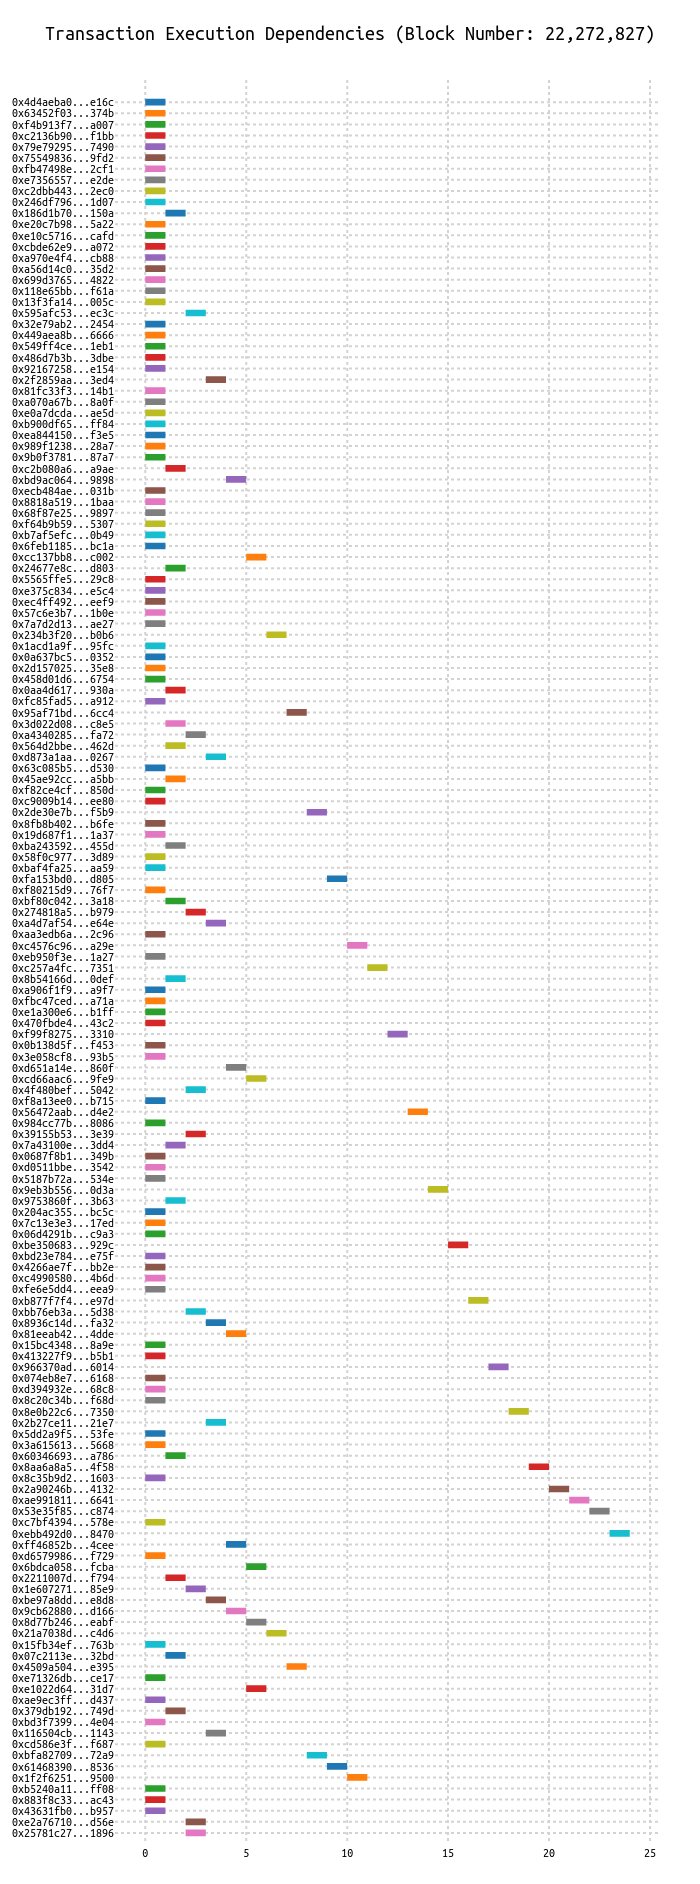 Transaction Execution Dependencies (Block Number: 22,272,827)
0x4d4aeba0...e16c
0x63452f03...374b
0xf4b913f7...a007
0xc2136b90...f1bb
0x79e79295...7490
0x75549836...9fd2
0xfb47498e...2cf1
0xe7356557...e2de
0xc2dbb443...2ec0
0x246df796...1d07
0x186d1b70...150a
0xe20c7b98...5a22
0xe10c5716...cafd
0xcbde62e9...a072
0xa970e4f4...cb88
0xa56d14c0...35d2
0x699d3765...4822
0x118e65bb...f61a
0x13f3fa14...005c
0x595afc53...ec3c
0x32e79ab2...2454
0x449aea8b...6666
0x549ff4ce...1eb1
0x486d7b3b...3dbe
0x92167258...e154
0x2f2859aa...3ed4
0x81fc33f3...14b1
0xa070a67b...8a0f
0xe0a7dcda...ae5d
0xb900df65...ff84
0xea844150...f3e5
0x989f1238...28a7
0x9b0f3781...87a7
0xc2b080a6...a9ae
0xbd9ac064...9898
0xecb484ae...031b
0x8818a519...1baa
0x68f87e25...9897
0xf64b9b59...5307
0xb7af5efc...0b49
0x6feb1185...bc1a
0xcc137bb8...c002
0x24677e8c...d803
0x5565ffe5...29c8
0xe375c834...e5c4
0xec4ff492...eef9
0x57c6e3b7...1b0e
0x7a7d2d13...ae27
0x234b3f20...b0b6
0x1acd1a9f...95fc
0x0a637bc5...0352
0x2d157025...35e8
0x458d01d6...6754
0x0aa4d617...930a
0xfc85fad5...a912
0x95af71bd...6cc4
0x3d022d08...c8e5
0xa4340285...fa72
0x564d2bbe...462d
0xd873a1aa...0267
0x63c085b5...d530
0x45ae92cc...a5bb
0xf82ce4cf...850d
0xc9009b14...ee80
0x2de30e7b...f5b9
0x8fb8b402...b6fe
0x19d687f1...1a37
0xba243592...455d
0x58f0c977...3d89
0xbaf4fa25...aa59
0xfa153bd0...d805
0xf80215d9...76f7
0xbf80c042...3a18
0x274818a5...b979
0xa4d7af54...e64e
0xaa3edb6a...2c96
0xc4576c96...a29e
0xeb950f3e...1a27
0xc257a4fc...7351
0x8b54166d...0def
0xa906f1f9...a9f7
0xfbc47ced...a71a
0xe1a300e6...b1ff
0x470fbde4...43c2
0xf99f8275...3310
0x0b138d5f...f453
0x3e058cf8...93b5
0xd651a14e...860f
0xcd66aac6...9fe9
0x4f480bef...5042
0xf8a13ee0...b715
0x56472aab...d4e2
0x984cc77b...8086
0x39155b53...3e39
0x7a43100e...3dd4
0x0687f8b1...349b
0xd0511bbe...3542
0x5187b72a...534e
0x9eb3b556...0d3a
0x9753860f...3b63
0x204ac355...bc5c
0x7c13e3e3...17ed
0x06d4291b...c9a3
0xbe350683...929c
0xbd23e784...e75f
0x4266ae7f...bb2e
0xc4990580...4b6d
0xfe6e5dd4...eea9
0xb877f7f4...e97d
0xbb76eb3a...5d38
0x8936c14d...fa32
0x81eeab42...4dde
0x15bc4348...8a9e
0x413227f9...b5b1
0x966370ad...6014
0x074eb8e7...6168
0xd394932e...68c8
0x8c20c34b...f68d
0x8e0b22c6...7350
0x2b27ce11...21e7
0x5dd2a9f5...53fe
0x3a615613...5668
0x60346693...a786
0x8aa6a8a5...4f58
0x8c35b9d2...1603
0x2a90246b...4132
0xae991811...6641
0x53e35f85...c874
0xc7bf4394...578e
0xebb492d0...8470
0xff46852b...4cee
0xd6579986...f729
0x6bdca058...fcba
0x2211007d...f794
0x1e607271...85e9
0xbe97a8dd...e8d8
0x9cb62880...d166
0x8d77b246...eabf
0x21a7038d...c4d6
0x15fb34ef...763b
0x07c2113e...32bd
0x4509a504...e395
0xe71326db...ce17
0xe1022d64...31d7
0xae9ec3ff...d437
0x379db192...749d
0xbd3f7399...4e04
0x116504cb...1143
0xcd586e3f...f687
0xbfa82709...72a9
0x61468390...8536
0x1f2f6251...9500
0xb5240a11...ff08
0x883f8c33...ac43
0x43631fb0...b957
0xe2a76710...d56e
0x25781c27...1896
0 5 10 15 20 25